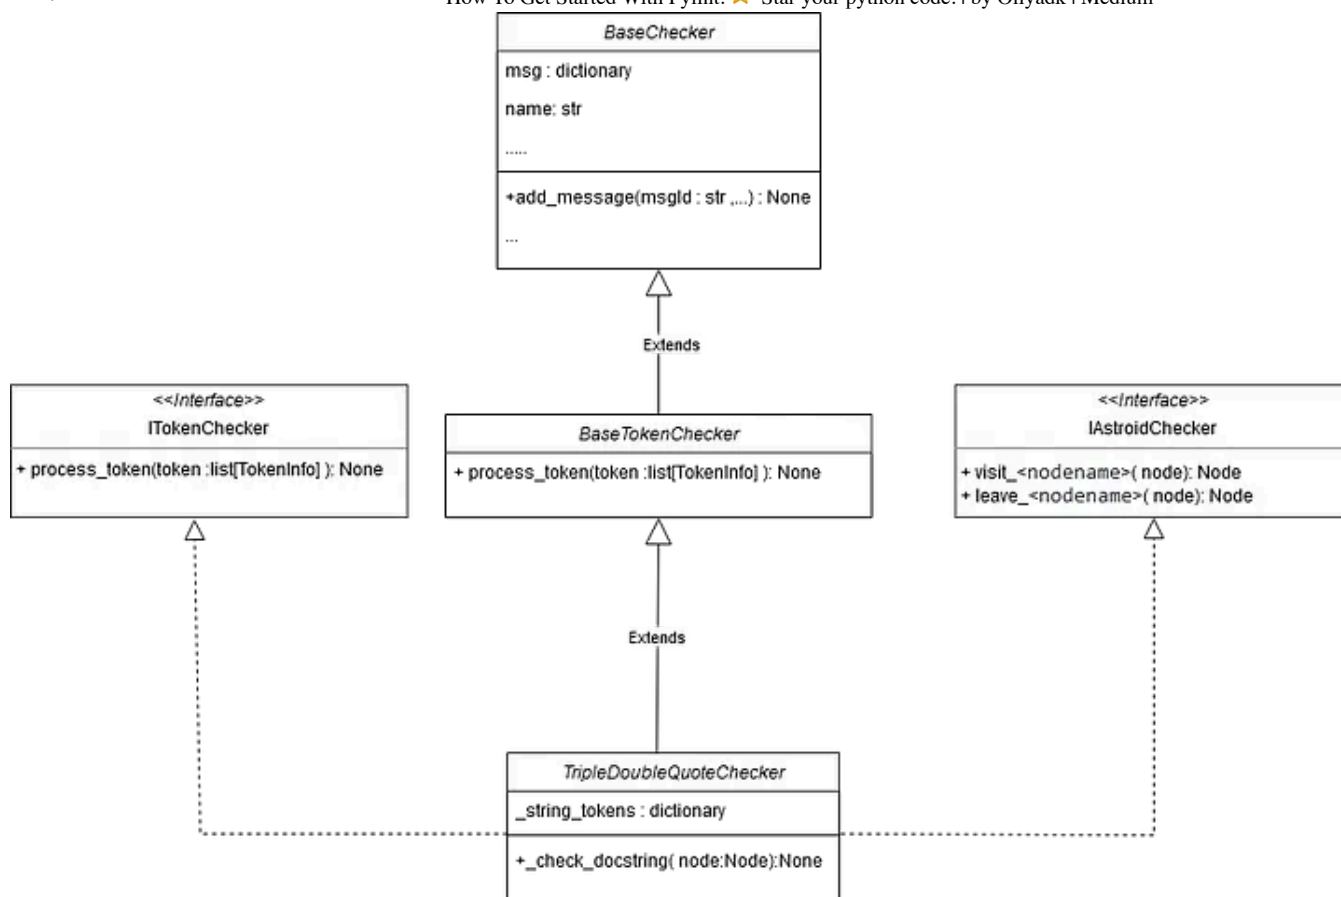 How To Get Started With Pylint? ⭐ Star your python code. | by Oliyadk | Medium
BaseChecker
msg : dictionary
name: str
.....
+add_message(msgId : str ,...) : None
...
Extends
<<Interface>>
ITokenChecker
+ process_token(token :list[TokenInfo] ): None
BaseTokenChecker
+ process_token(token :list[TokenInfo] ): None
<<Interface>>
IAstroidChecker
+ visit_<nodename>( node): Node
+ leave_<nodename>( node): Node
Extends
TripleDoubleQuoteChecker
_string_tokens : dictionary
+_check_docstring( node:Node):None